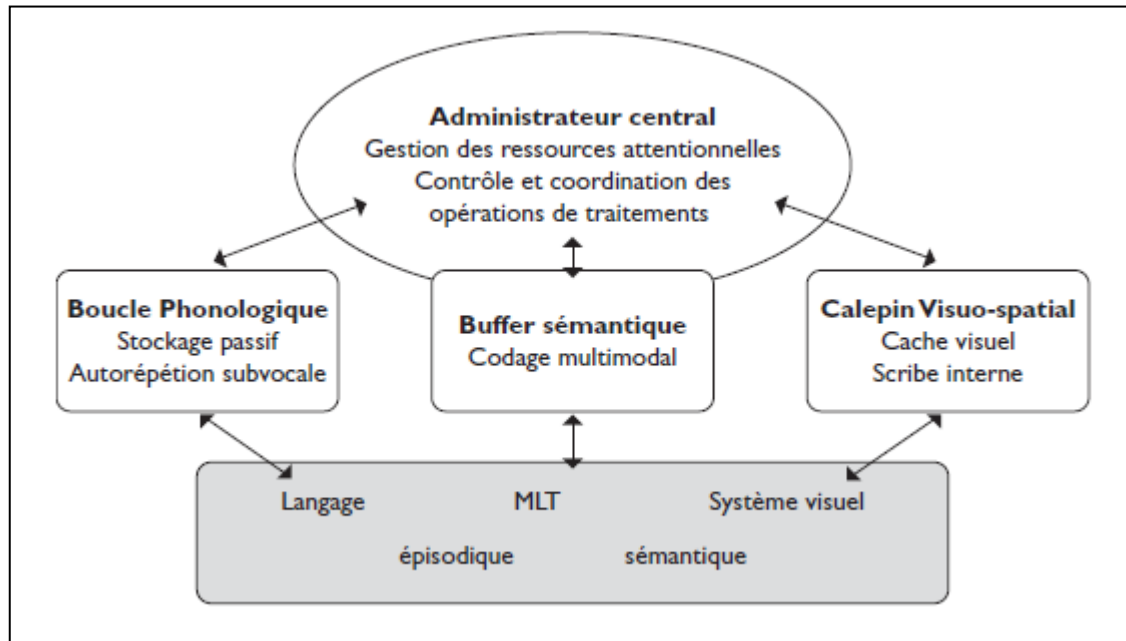 Administrateur central
Gestion des ressources attentionnelles
Contrôle et coordination des
opérations de traitements
Boucle Phonologique
Stockage passif
Autorépétion subvocale
Buffer sémantique
Codage multimodal
Calepin Visuo-spatial
Cache visuel
Scribe interne
Langage MLT Système visuel
épisodique sémantique